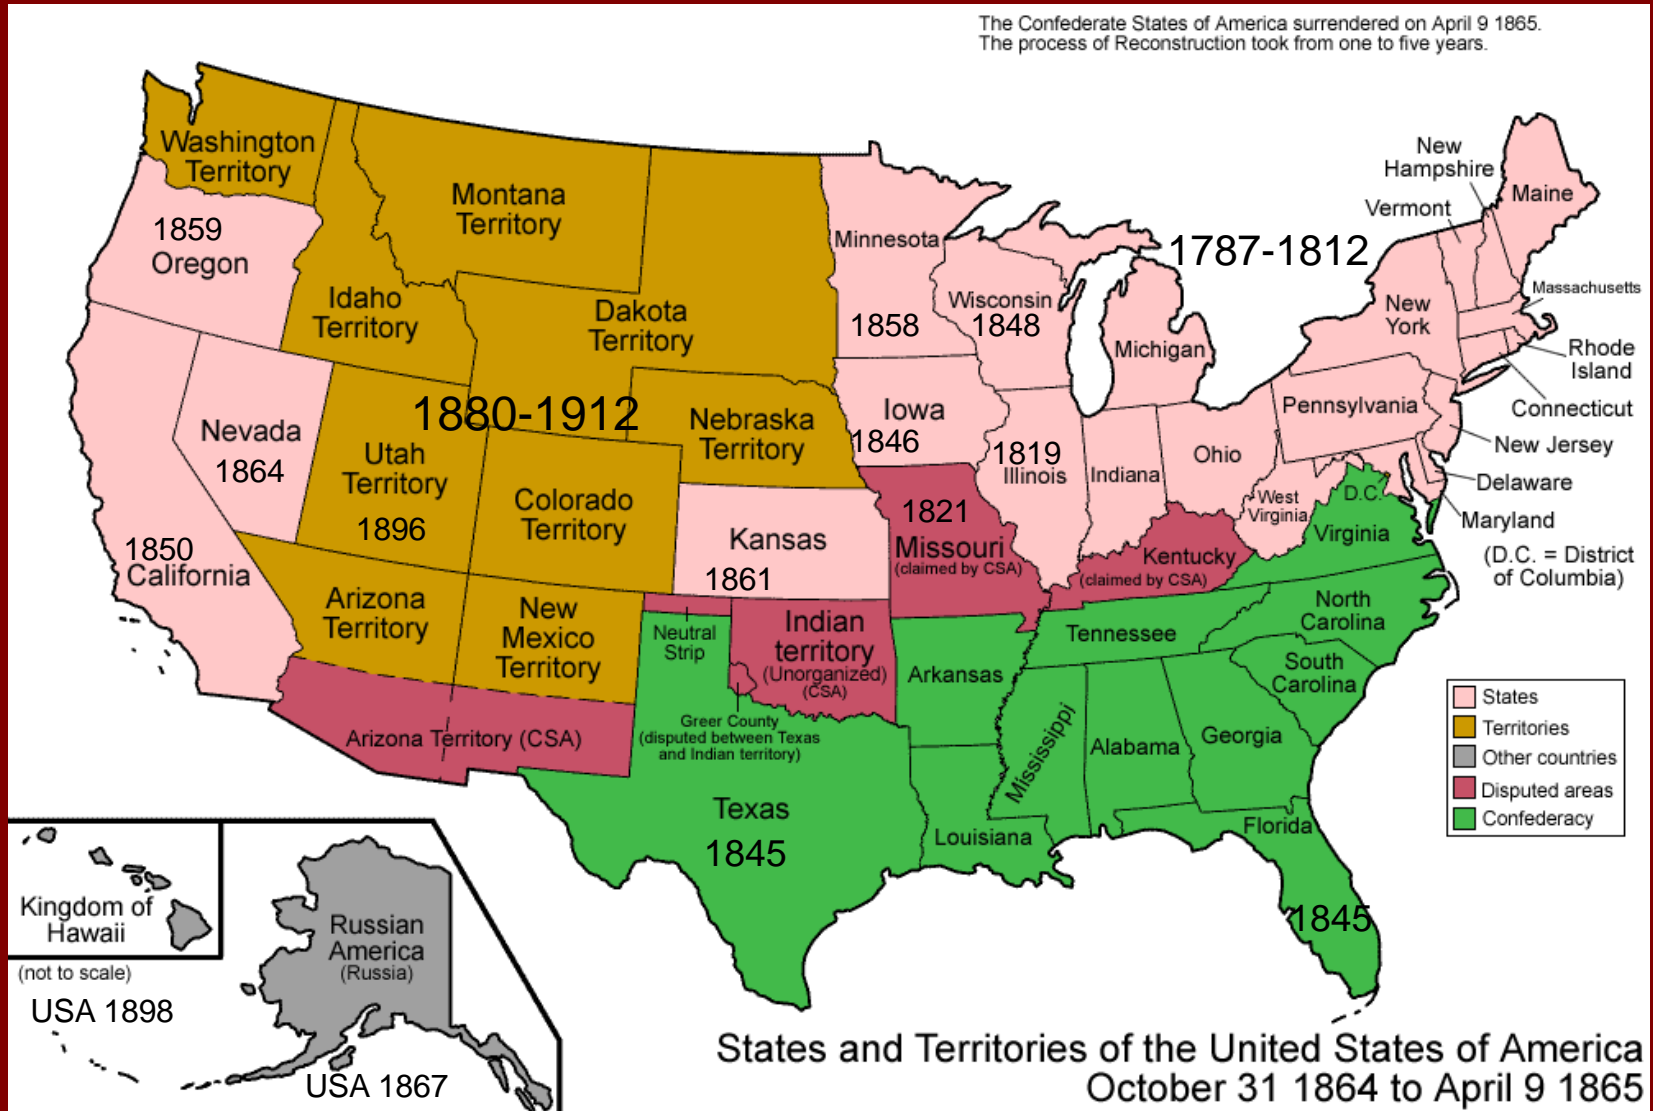 The Confederate States of America surrendered on April 9 1865.
The process of Reconstruction took from one to five years.
Washington
Territory
Montana
Territory
1859
Oregon
Idaho
Territory
Dakota
Territory
Minnesota
1858
Wisconsin
1848
Michigan
1787-1812
New
Hampshire
Vermont
Maine
Massachusetts
New
York
Rhode
Island
Connecticut
New Jersey
Pennsylvania
Delaware
Maryland
(D.C. = District
of Columbia)
1880-1912
Nevada
1864
Utah
Territory
1896
Nebraska
Territory
Colorado
Territory
Iowa
1846
1819
Illinois
Indiana
Ohio
West
Virginia
D.C.
Virginia
1850
California
Kansas
1861
1821
Missouri
(claimed by CSA)
Kentucky
(claimed by CSA)
Arizona
Territory
New
Mexico
Territory
Neutral
Strip
Indian
territory
(Unorganized)
(CSA)
Tennessee
North
Carolina
South
Carolina
Arkansas
Arizona Territory (CSA)
Greer County
(disputed between Texas
and Indian territory)
Mississippi
Alabama
Georgia
Texas
1845
Louisiana
Florida
1845
States
Territories
Other countries
Disputed areas
Confederacy
Kingdom of
Hawaii
(not to scale)
USA 1898
Russian
America
(Russia)
USA 1867
States and Territories of the United States of America
October 31 1864 to April 9 1865